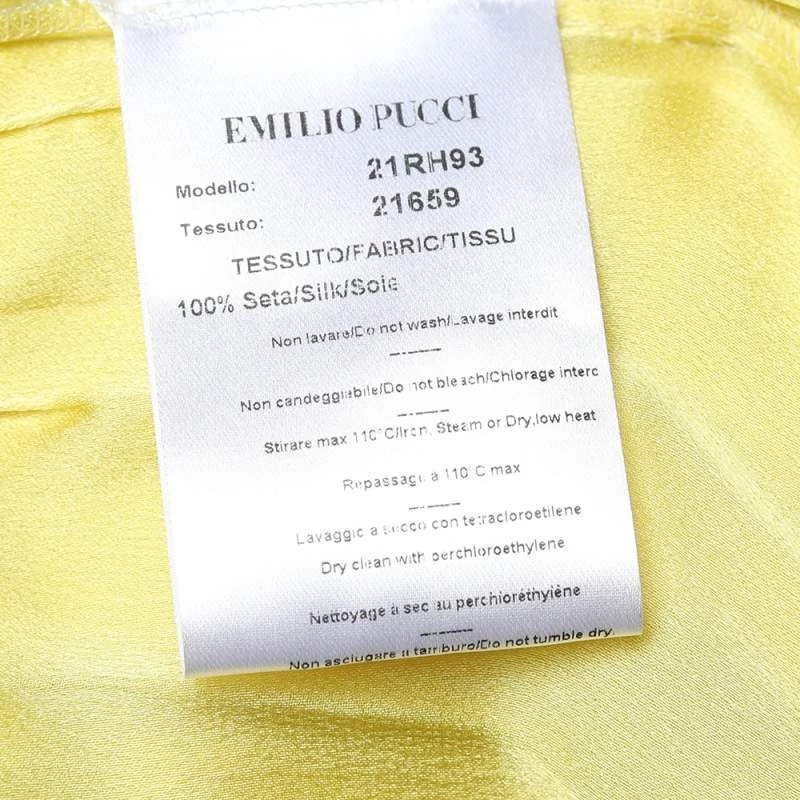 EMILIO PUCCI
Modello: 21RH93
Tessuto: 21659
TESSUTO/FABRIC/TISSU
100% Seta/Silk/Soie
Non lavare/Do not wash/Lavage interdit
Non candeggiabile/Do not bleach/Chlorage interc
Stirare max 110°C/Iron, Steam or Dry,low heat
Repassage à 110°C max
Lavaggio a secco con tetracloroetilene
Dry clean with perchloroethylene
Nettoyage à sec au perchloréthylène
Non asciugare il tamburo/Do not tumble dry.